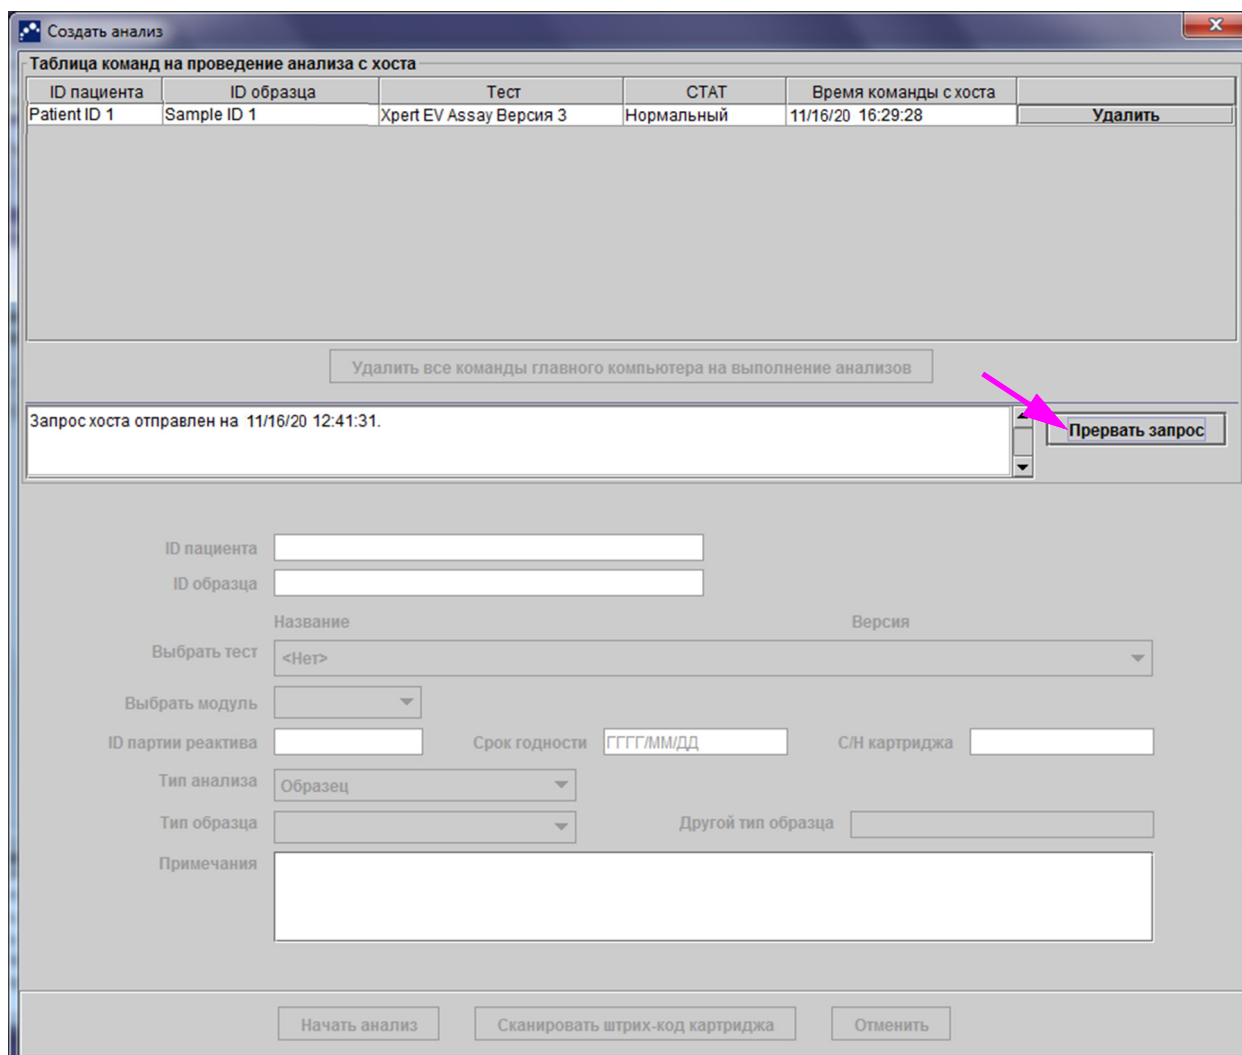 Создать анализ
Таблица команд на проведение анализа с хоста
ID пациента ID образца Тест СТАТ Время команды с хоста
Patient ID 1 Sample ID 1 Xpert EV Assay Версия 3 Нормальный 11/16/20 16:29:28 Удалить
Удалить все команды главного компьютера на выполнение анализов
Запрос хоста отправлен на 11/16/20 12:41:31.
Прервать запрос
ID пациента
ID образца
Название Версия
Выбрать тест <Нет>
Выбрать модуль
ID партии реактива Срок годности ГГГГ/ММ/ДД С/Н картриджа
Тип анализа Образец
Тип образца Другой тип образца
Примечания
Начать анализ Сканировать штрих-код картриджа Отменить